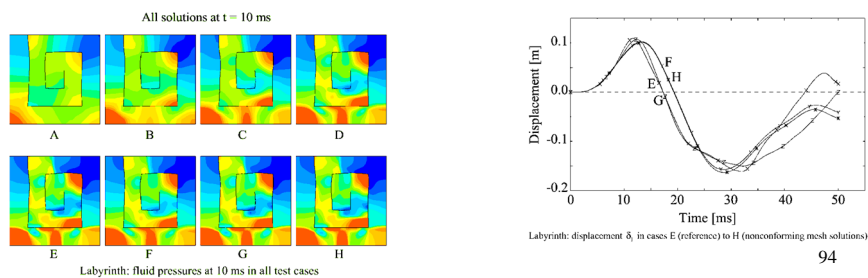 All solutions at t = 10 ms
A B C D
E F G H
Labyrinth: fluid pressures at 10 ms in all test cases
Displacement [m]
0.1
0.0
-0.1
-0.2
F
H
E
G
0 10 20 30 40 50 60
Time [ms]
Labyrinth: displacement δ in cases E (reference) to H (nonconforming mesh solutions)
94